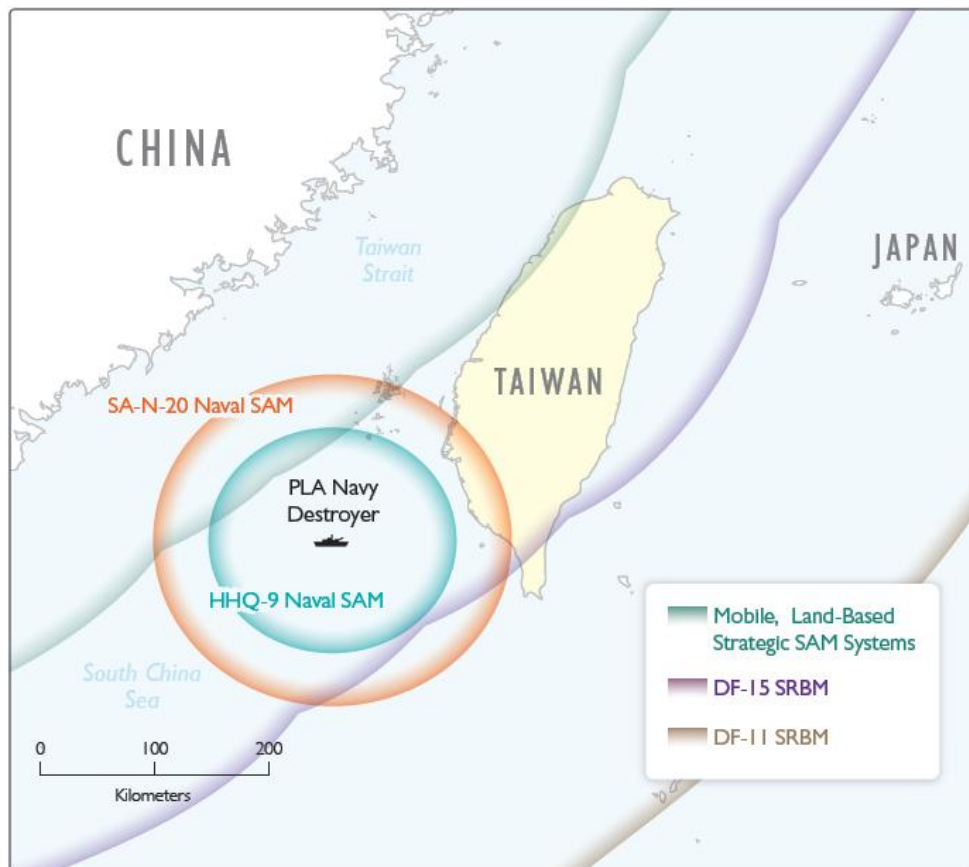 CHINA
Taiwan
Strait
JAPAN
TAIWAN
SA-N-20 Naval SAM
PLA Navy
Destroyer
HHQ-9 Naval SAM
South China
Sea
0 100 200
Kilometers
Mobile, Land-Based
Strategic SAM Systems
DF-15 SRBM
DF-11 SRBM